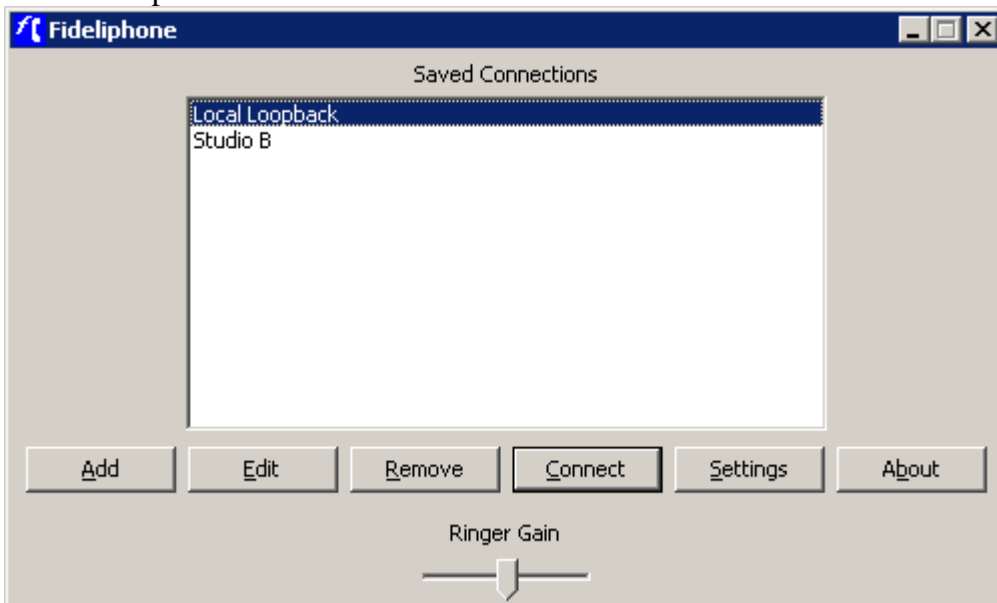 Fideliphone
Saved Connections
Local Loopback
Studio B
Add Edit Remove Connect Settings About
Ringer Gain